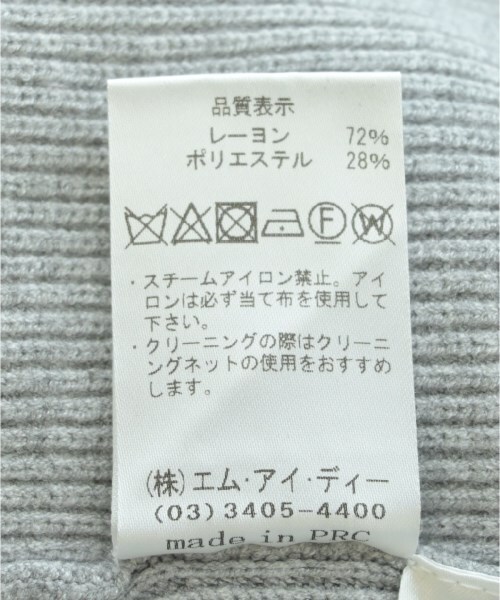 品質表示
レーヨン 72%
ポリエステル 28%
F W
・スチームアイロン禁止。アイ
ロンは必ず当て布を使用して
下さい。
・クリーニングの際はクリーニ
ングネットの使用をおすすめ
します。
(株)エム・アイ・ディー
(03)3405-4400
made in PRC